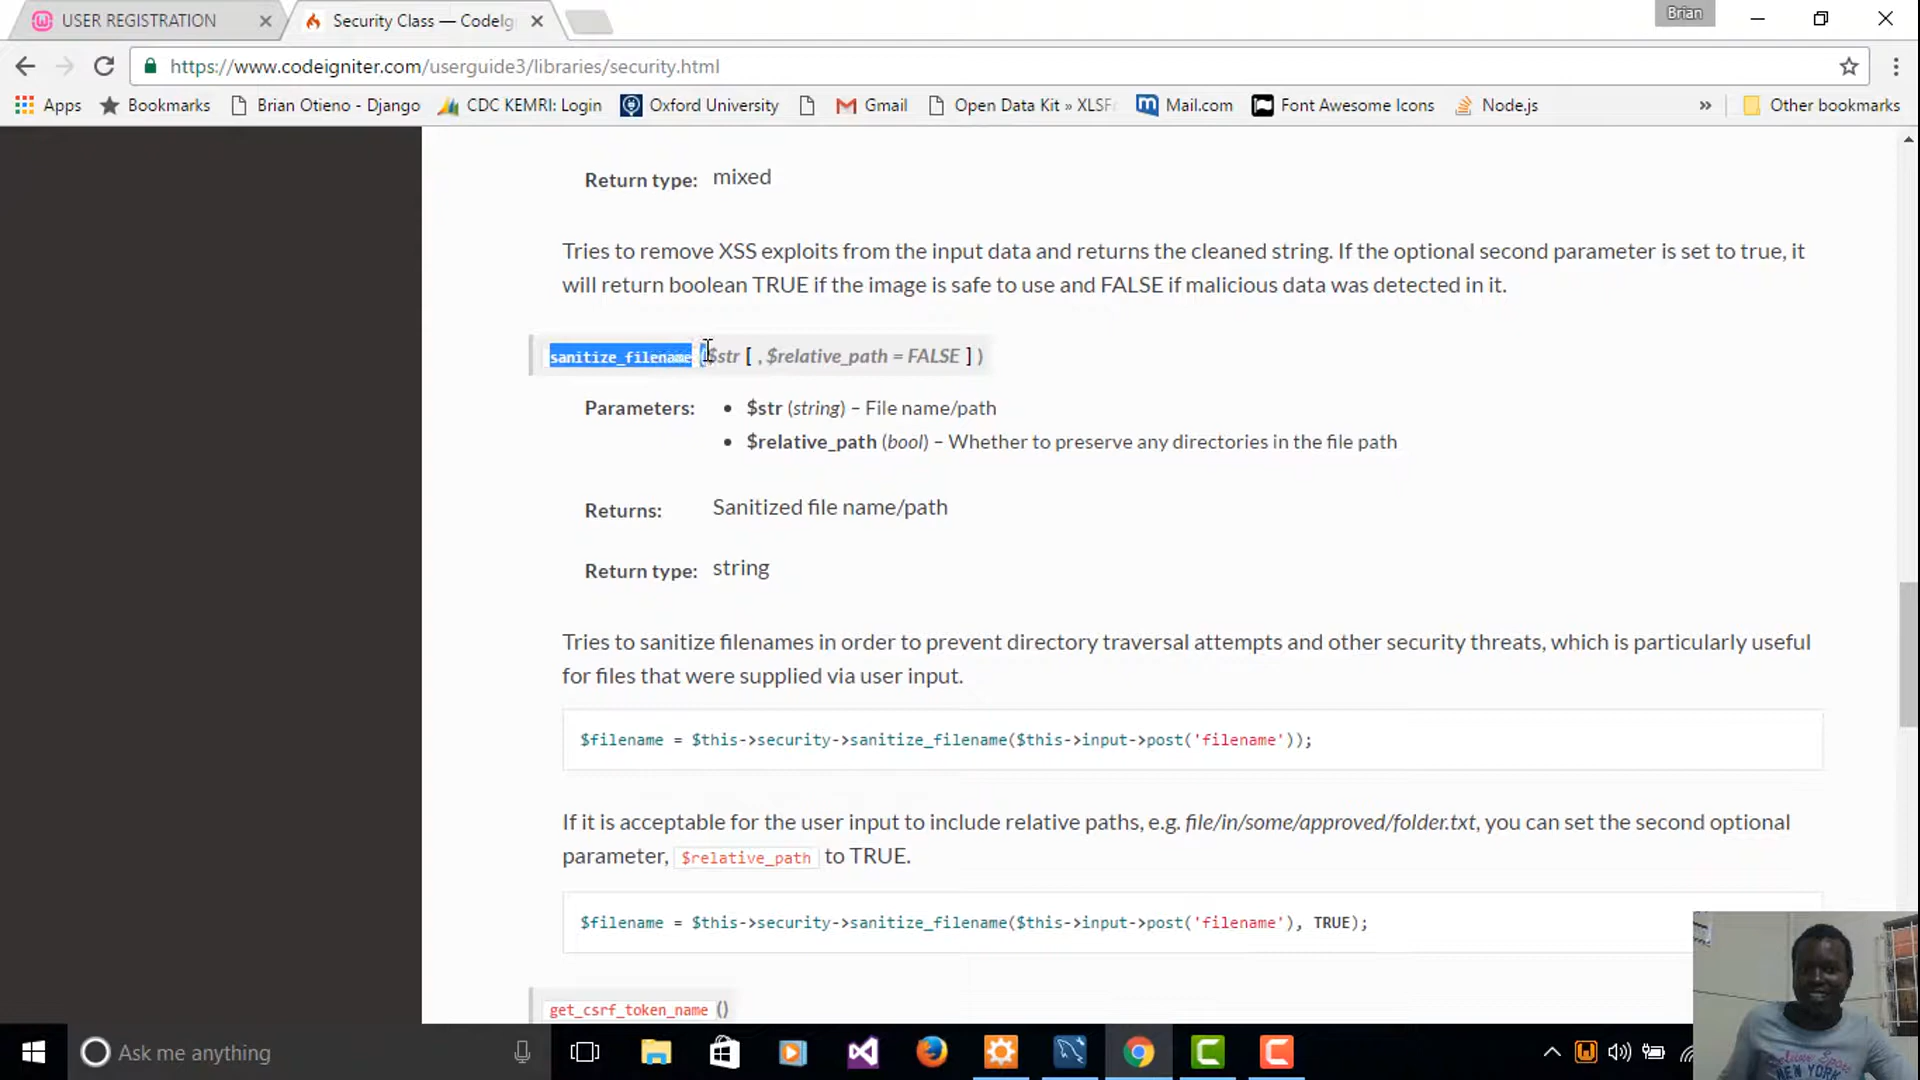 USER REGISTRATION
Security Class — CodeIg
Brian
https://www.codeigniter.com/userguide3/libraries/security.html
Apps Bookmarks Brian Otieno - Django CDC KEMRI: Login Oxford University Gmail Open Data Kit » XLSF Mail.com Font Awesome Icons Node.js » Other bookmarks
Return type: mixed
Tries to remove XSS exploits from the input data and returns the cleaned string. If the optional second parameter is set to true, it
will return boolean TRUE if the image is safe to use and FALSE if malicious data was detected in it.
sanitize_filename ($str [ , $relative_path = FALSE ] )
Parameters: • $str (string) – File name/path
• $relative_path (bool) – Whether to preserve any directories in the file path
Returns: Sanitized file name/path
Return type: string
Tries to sanitize filenames in order to prevent directory traversal attempts and other security threats, which is particularly useful
for files that were supplied via user input.
$filename = $this->security->sanitize_filename($this->input->post('filename'));
If it is acceptable for the user input to include relative paths, e.g. file/in/some/approved/folder.txt, you can set the second optional
parameter, $relative_path to TRUE.
$filename = $this->security->sanitize_filename($this->input->post('filename'), TRUE);
get_csrf_token_name ()
Ask me anything
NEW YORK